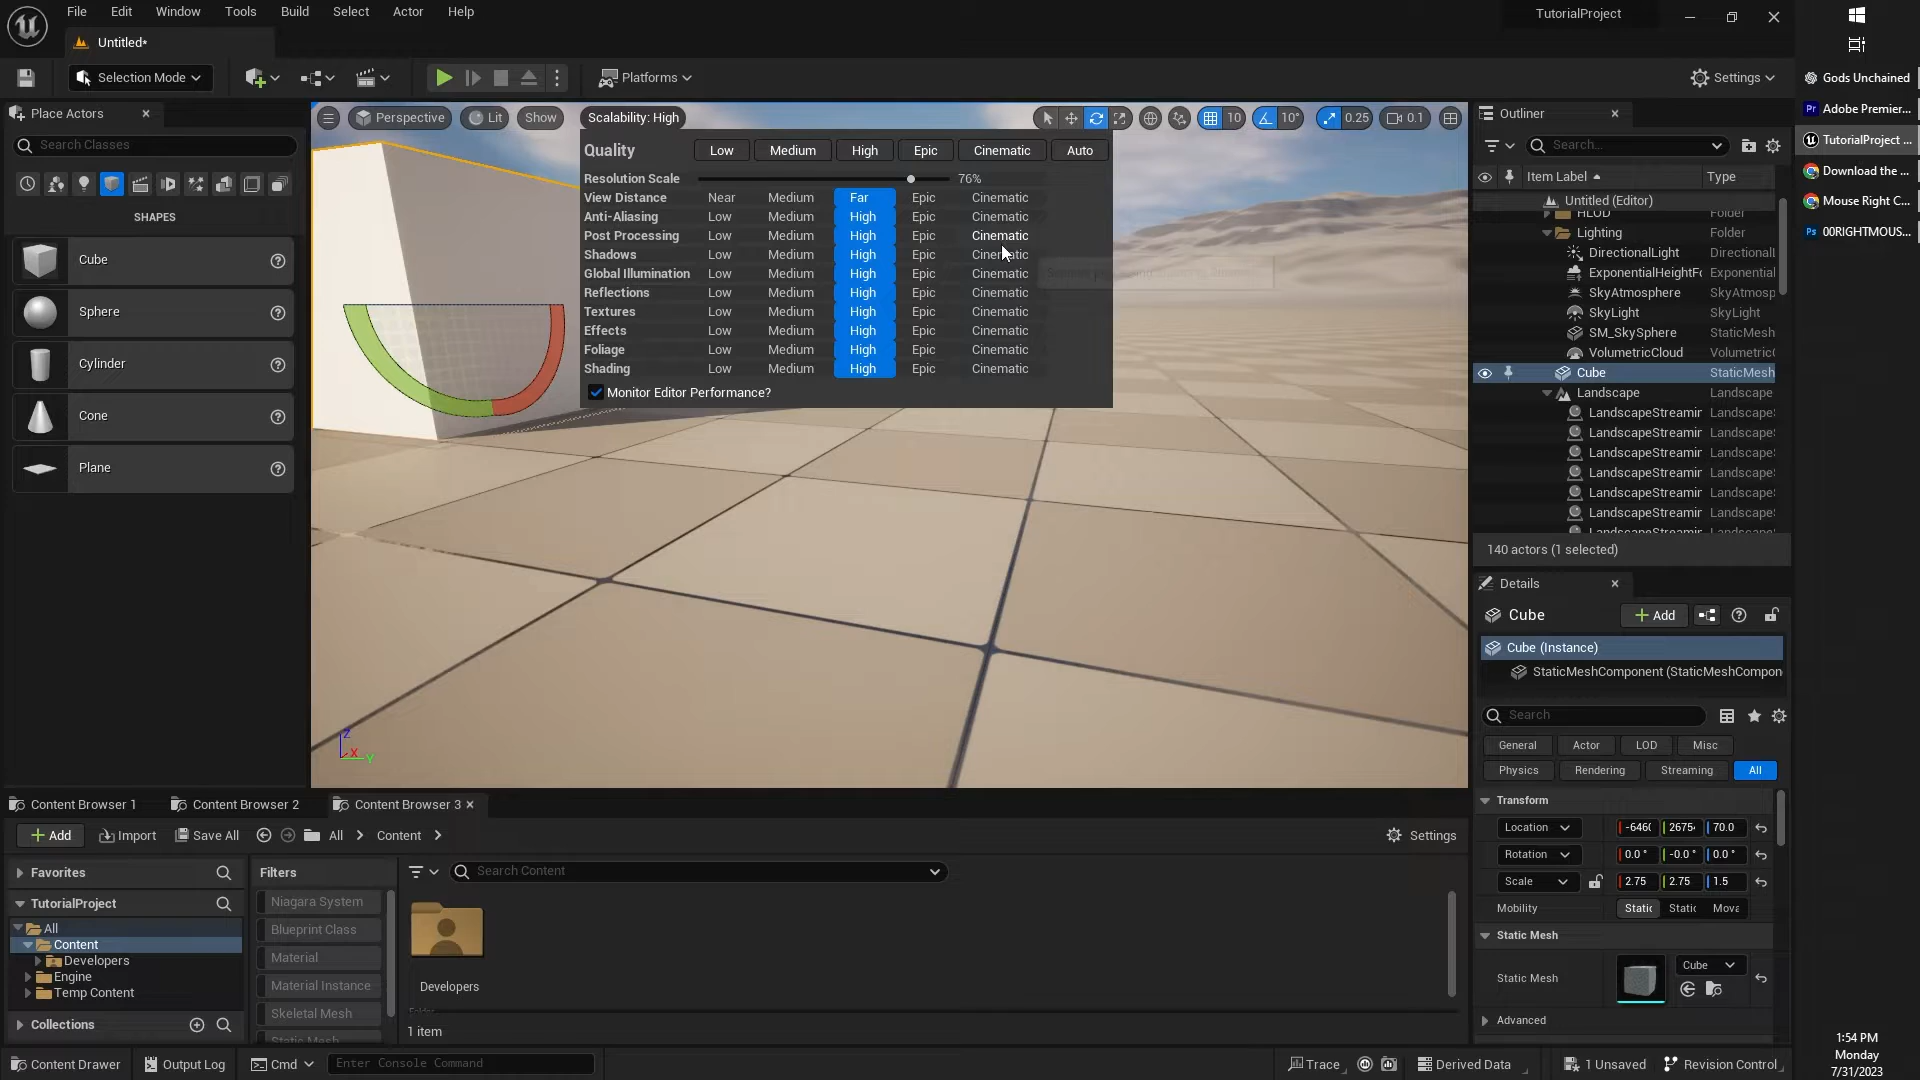 File Edit Window Tools Build Select Actor Help
TutorialProject
Untitled*
Selection Mode
Platforms
Settings
Place Actors
Search Classes
SHAPES
Cube
Sphere
Cylinder
Cone
Plane
Perspective Lit Show Scalability: High
10 10° 0.25 0.1
Quality Low Medium High Epic Cinematic Auto
Resolution Scale 76%
View Distance Near Medium Far Epic Cinematic
Anti-Aliasing Low Medium High Epic Cinematic
Post Processing Low Medium High Epic Cinematic
Shadows Low Medium High Epic Cinematic
Global Illumination Low Medium High Epic Cinematic
Reflections Low Medium High Epic Cinematic
Textures Low Medium High Epic Cinematic
Effects Low Medium High Epic Cinematic
Foliage Low Medium High Epic Cinematic
Shading Low Medium High Epic Cinematic
Monitor Editor Performance?
Z
X
Y
Outliner
Search...
Item Label Type
Untitled (Editor)
HLOD Folder
Lighting Folder
DirectionalLight Directional
ExponentialHeightFo Exponential
SkyAtmosphere SkyAtmosp
SkyLight SkyLight
SM_SkySphere StaticMesh
VolumetricCloud Volumetric
Cube StaticMesh
Landscape Landscape
LandscapeStreamin Landscape
LandscapeStreamin Landscape
LandscapeStreamin Landscape
LandscapeStreamin Landscape
LandscapeStreamin Landscape
LandscapeStreamin Landscape
140 actors (1 selected)
Details
Cube
Add
Cube (Instance)
StaticMeshComponent (StaticMeshCompon
Search
General Actor LOD Misc
Physics Rendering Streaming All
Transform
Location -646 2675 70.0
Rotation 0.0 ° -0.0 ° 0.0 °
Scale 2.75 2.75 1.5
Mobility Static Static Mova
Static Mesh
Static Mesh Cube
Advanced
Content Browser 1
Content Browser 2
Content Browser 3
Add Import Save All All Content
Settings
Favorites
TutorialProject
All
Content
Developers
Engine
Temp Content
Collections
Filters
Niagara System
Blueprint Class
Material
Material Instance
Skeletal Mesh
Static Mesh
Search Content
Developers
Folder
1 item
Content Drawer Output Log Cmd Enter Console Command
Trace Derived Data 1 Unsaved Revision Control
Gods Unchained
Pr Adobe Premier...
TutorialProject ...
Download the ...
Mouse Right C...
Ps 00RIGHTMOUS...
1:54 PM
Monday
7/31/2023